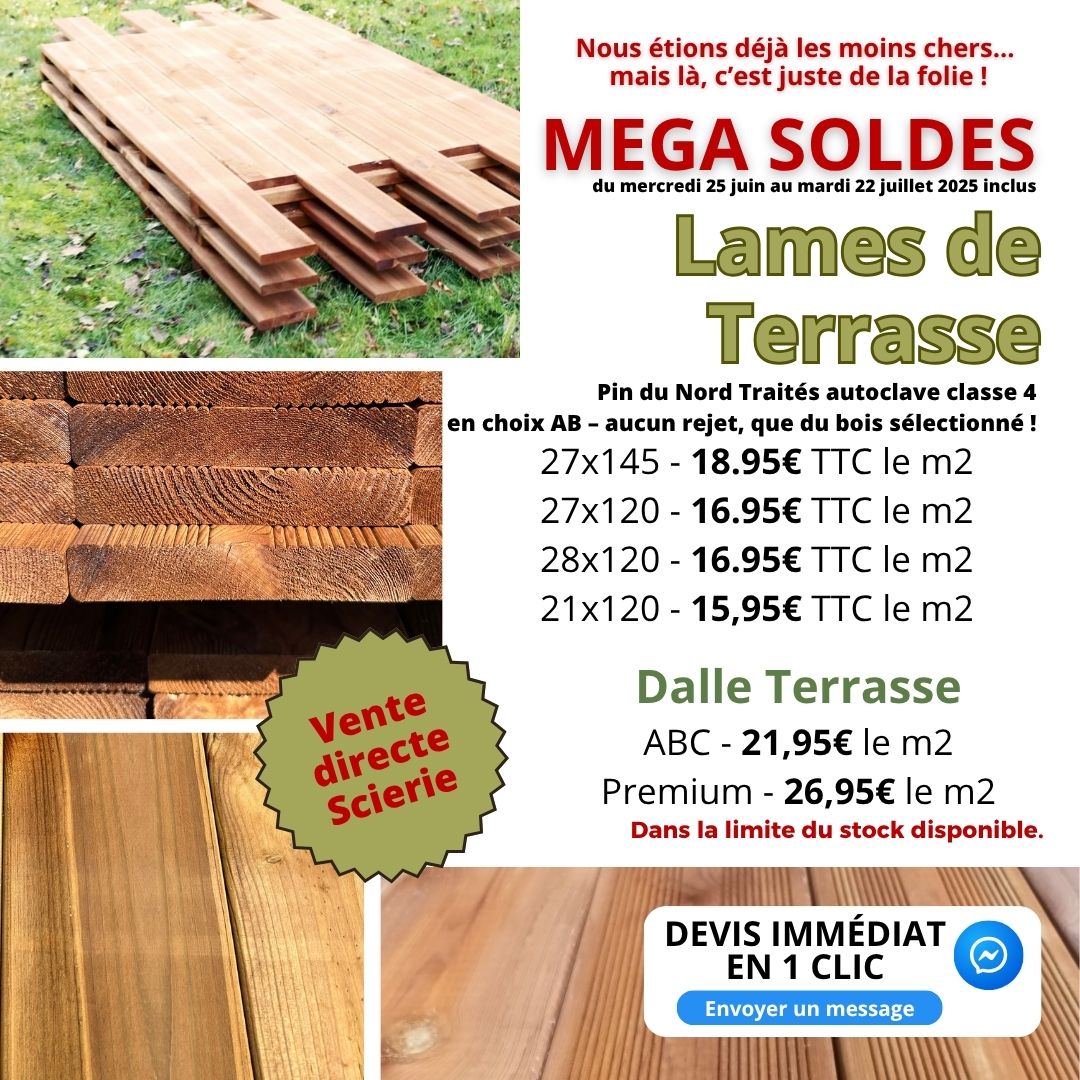 Nous étions déjà les moins chers...
mais là, c’est juste de la folie !
MEGA SOLDES
du mercredi 25 juin au mardi 22 juillet 2025 inclus
Lames de
Terrasse
Pin du Nord Traités autoclave classe 4
en choix AB – aucun rejet, que du bois sélectionné !
27x145 - 18.95€ TTC le m2
27x120 - 16.95€ TTC le m2
28x120 - 16.95€ TTC le m2
21x120 - 15,95€ TTC le m2
Vente
directe
Scierie
Dalle Terrasse
ABC - 21,95€ le m2
Premium - 26,95€ le m2
Dans la limite du stock disponible.
DEVIS IMMÉDIAT
EN 1 CLIC
Envoyer un message